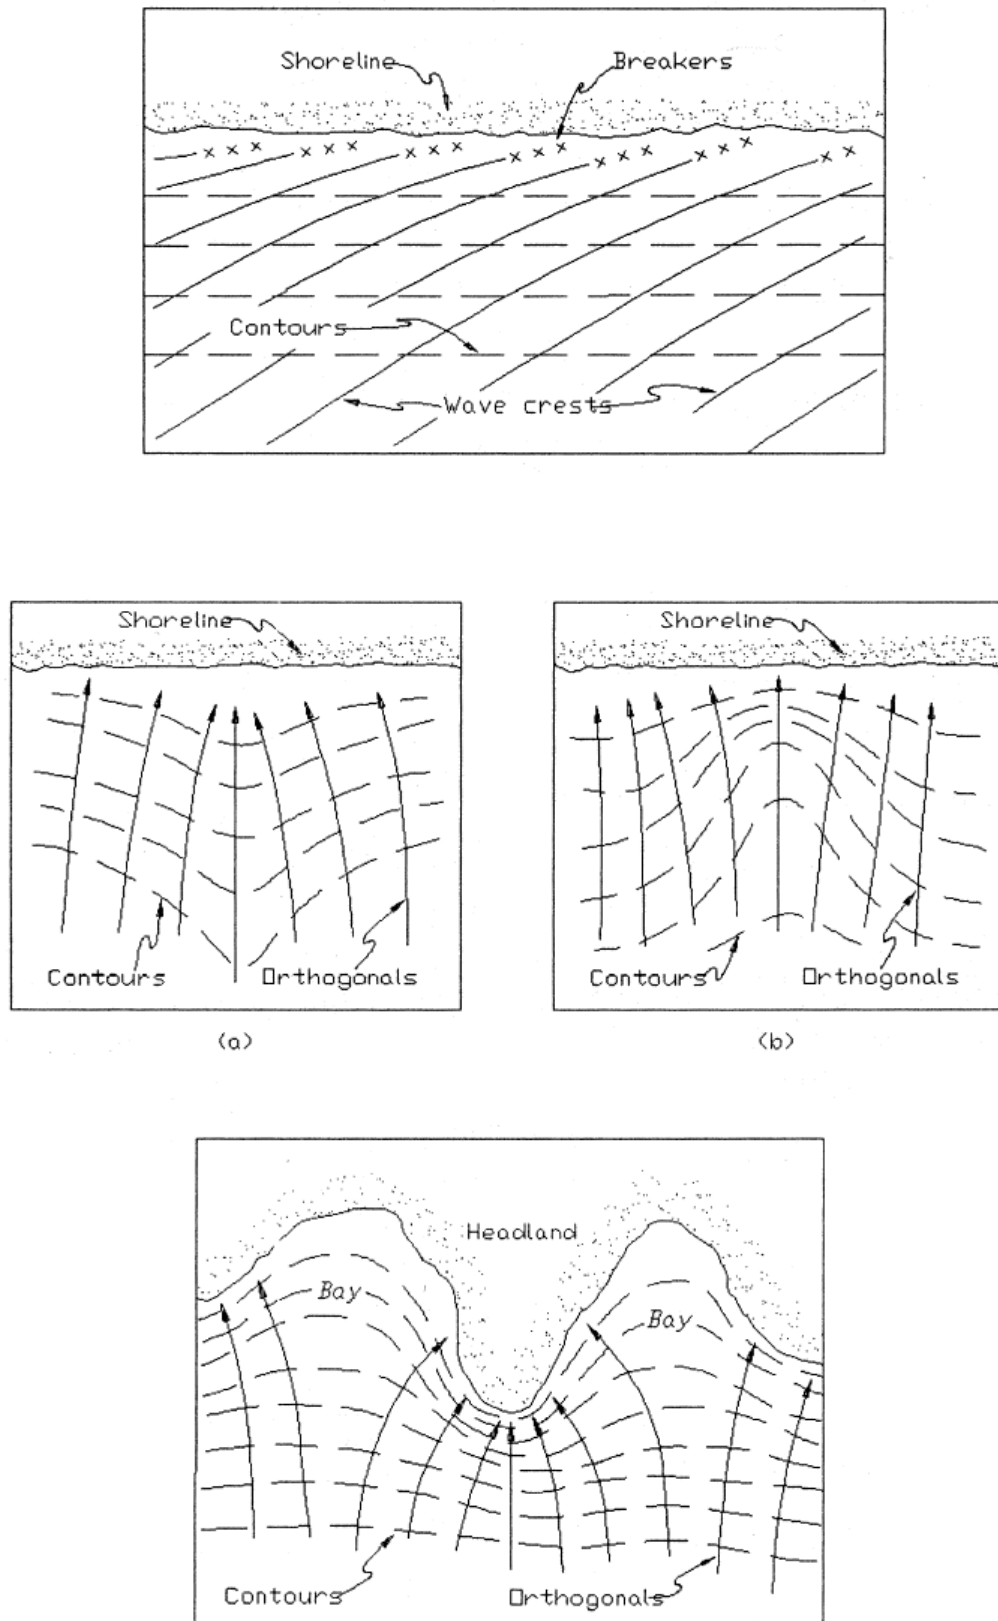 Shoreline Breakers
Contours
Wave crests
Shoreline
Contours Orthogonals
(a)
Shoreline
Contours Orthogonals
(b)
Headland
Bay
Bay
Contours Orthogonals